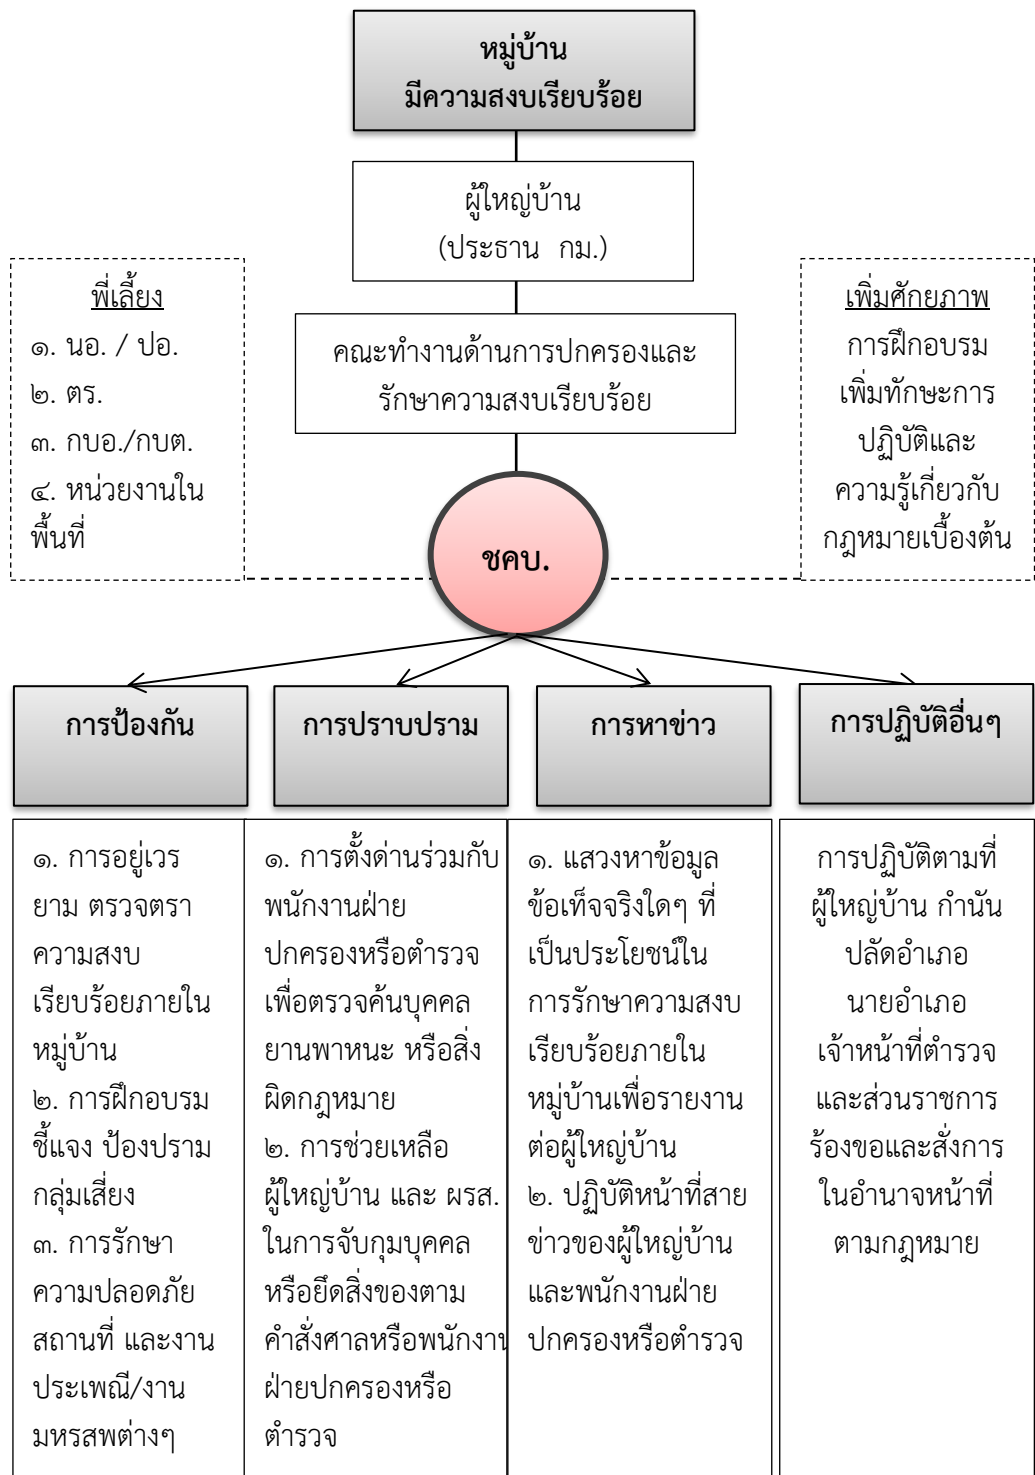 หมู่บ้าน
มีความสงบเรียบร้อย
ผู้ใหญ่บ้าน
(ประธาน กม.)
พี่เลี้ยง
๑. นอ. / ปอ.
๒. ตร.
๓. กบอ./กบต.
๔. หน่วยงานใน
พื้นที่
คณะทำงานด้านการปกครองและ
รักษาความสงบเรียบร้อย
เพิ่มศักยภาพ
การฝึกอบรม
เพิ่มทักษะการ
ปฏิบัติและ
ความรู้เกี่ยวกับ
กฎหมายเบื้องต้น
ชคบ.
การป้องกัน
๑. การอยู่เวร
ยาม ตรวจตรา
ความสงบ
เรียบร้อยภายใน
หมู่บ้าน
๒. การฝึกอบรม
ชี้แจง ป้องปราม
กลุ่มเสี่ยง
๓. การรักษา
ความปลอดภัย
สถานที่ และงาน
ประเพณี/งาน
มหรสพต่างๆ
การปราบปราม
๑. การตั้งด่านร่วมกับ
พนักงานฝ่าย
ปกครองหรือตำรวจ
เพื่อตรวจค้นบุคคล
ยานพาหนะ หรือสิ่ง
ผิดกฎหมาย
๒. การช่วยเหลือ
ผู้ใหญ่บ้าน และ ผรส.
ในการจับกุมบุคคล
หรือยึดสิ่งของตาม
คำสั่งศาลหรือพนักงาน
ฝ่ายปกครองหรือ
ตำรวจ
การหาข่าว
๑. แสวงหาข้อมูล
ข้อเท็จจริงใดๆ ที่
เป็นประโยชน์ใน
การรักษาความสงบ
เรียบร้อยภายใน
หมู่บ้านเพื่อรายงาน
ต่อผู้ใหญ่บ้าน
๒. ปฏิบัติหน้าที่สาย
ข่าวของผู้ใหญ่บ้าน
และพนักงานฝ่าย
ปกครองหรือตำรวจ
การปฏิบัติอื่นๆ
การปฏิบัติตามที่
ผู้ใหญ่บ้าน กำนัน
ปลัดอำเภอ
นายอำเภอ
เจ้าหน้าที่ตำรวจ
และส่วนราชการ
ร้องขอและสั่งการ
ในอำนาจหน้าที่
ตามกฎหมาย